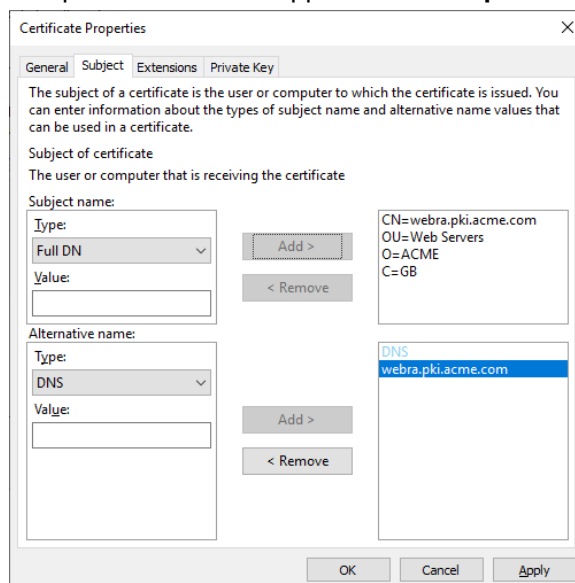 Certificate Properties
General Subject Extensions Private Key
The subject of a certificate is the user or computer to which the certificate is issued. You
can enter information about the types of subject name and alternative name values that
can be used in a certificate.
Subject of certificate
The user or computer that is receiving the certificate
Subject name:
Type:
Full DN
Value:
Add >
< Remove
CN=webra.pki.acme.com
OU=Web Servers
O=ACME
C=GB
Alternative name:
Type:
DNS
Value:
Add >
< Remove
DNS
webra.pki.acme.com
OK Cancel Apply